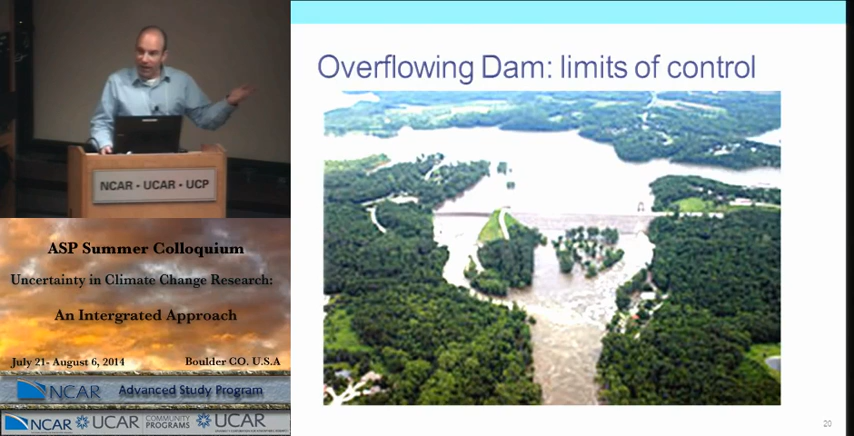 Overflowing Dam: limits of control
NCAR - UCAR - UCP
ASP Summer Colloquium
Uncertainty in Climate Change Research:
An Intergrated Approach
July 21- August 6, 2014 Boulder CO. U.S.A
NCAR Advanced Study Program
NCAR UCAR COMMUNITY PROGRAMS UCAR
20